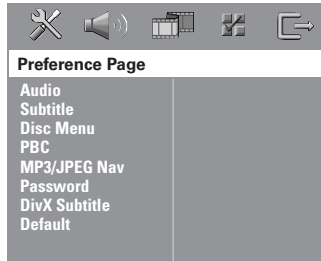 Preference Page
Audio
Subtitle
Disc Menu
PBC
MP3/JPEG Nav
Password
DivX Subtitle
Default